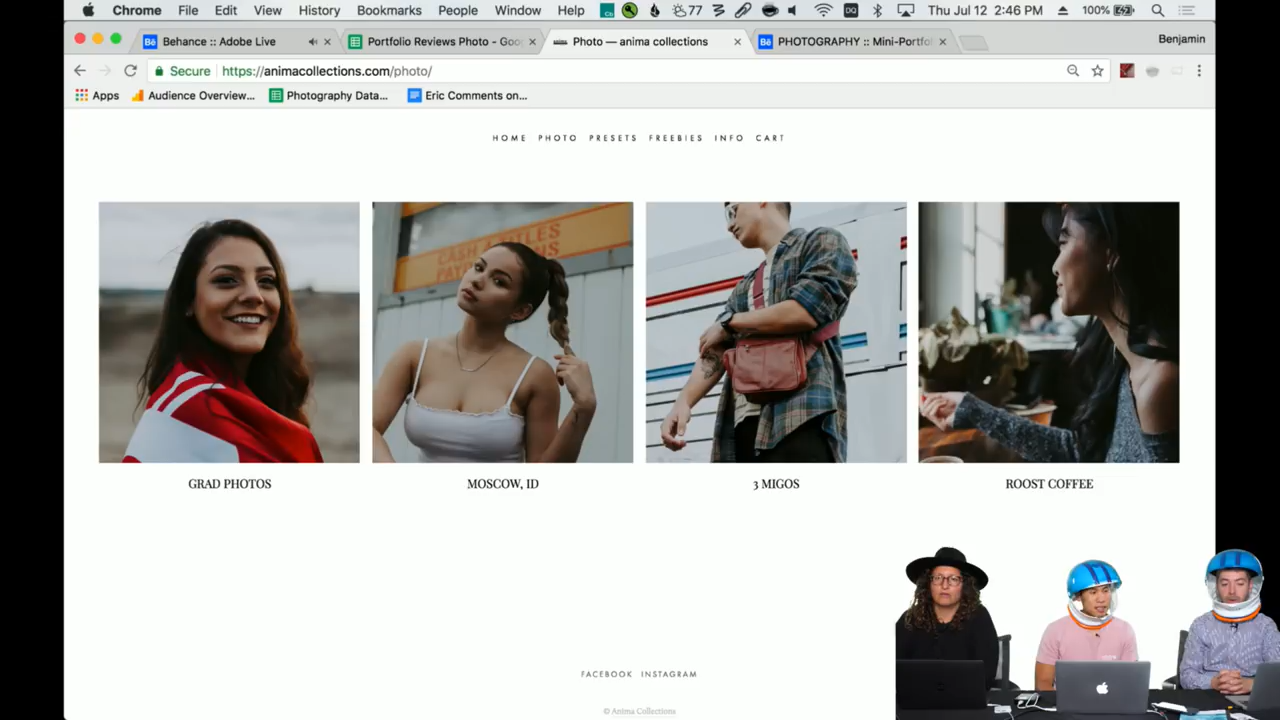 Chrome File Edit View History Bookmarks People Window Help 77 Thu Jul 12 2:46 PM 100%
Behance :: Adobe Live
Portfolio Reviews Photo - Goo
Photo — anima collections
PHOTOGRAPHY :: Mini-Portfo
Benjamin
Secure https://animacollections.com/photo/
Apps Audience Overview... Photography Data... Eric Comments on...
HOME PHOTO PRESETS FREEBIES INFO CART
GRAD PHOTOS
MOSCOW, ID
3 MIGOS
ROOST COFFEE
FACEBOOK INSTAGRAM
© Anima Collections